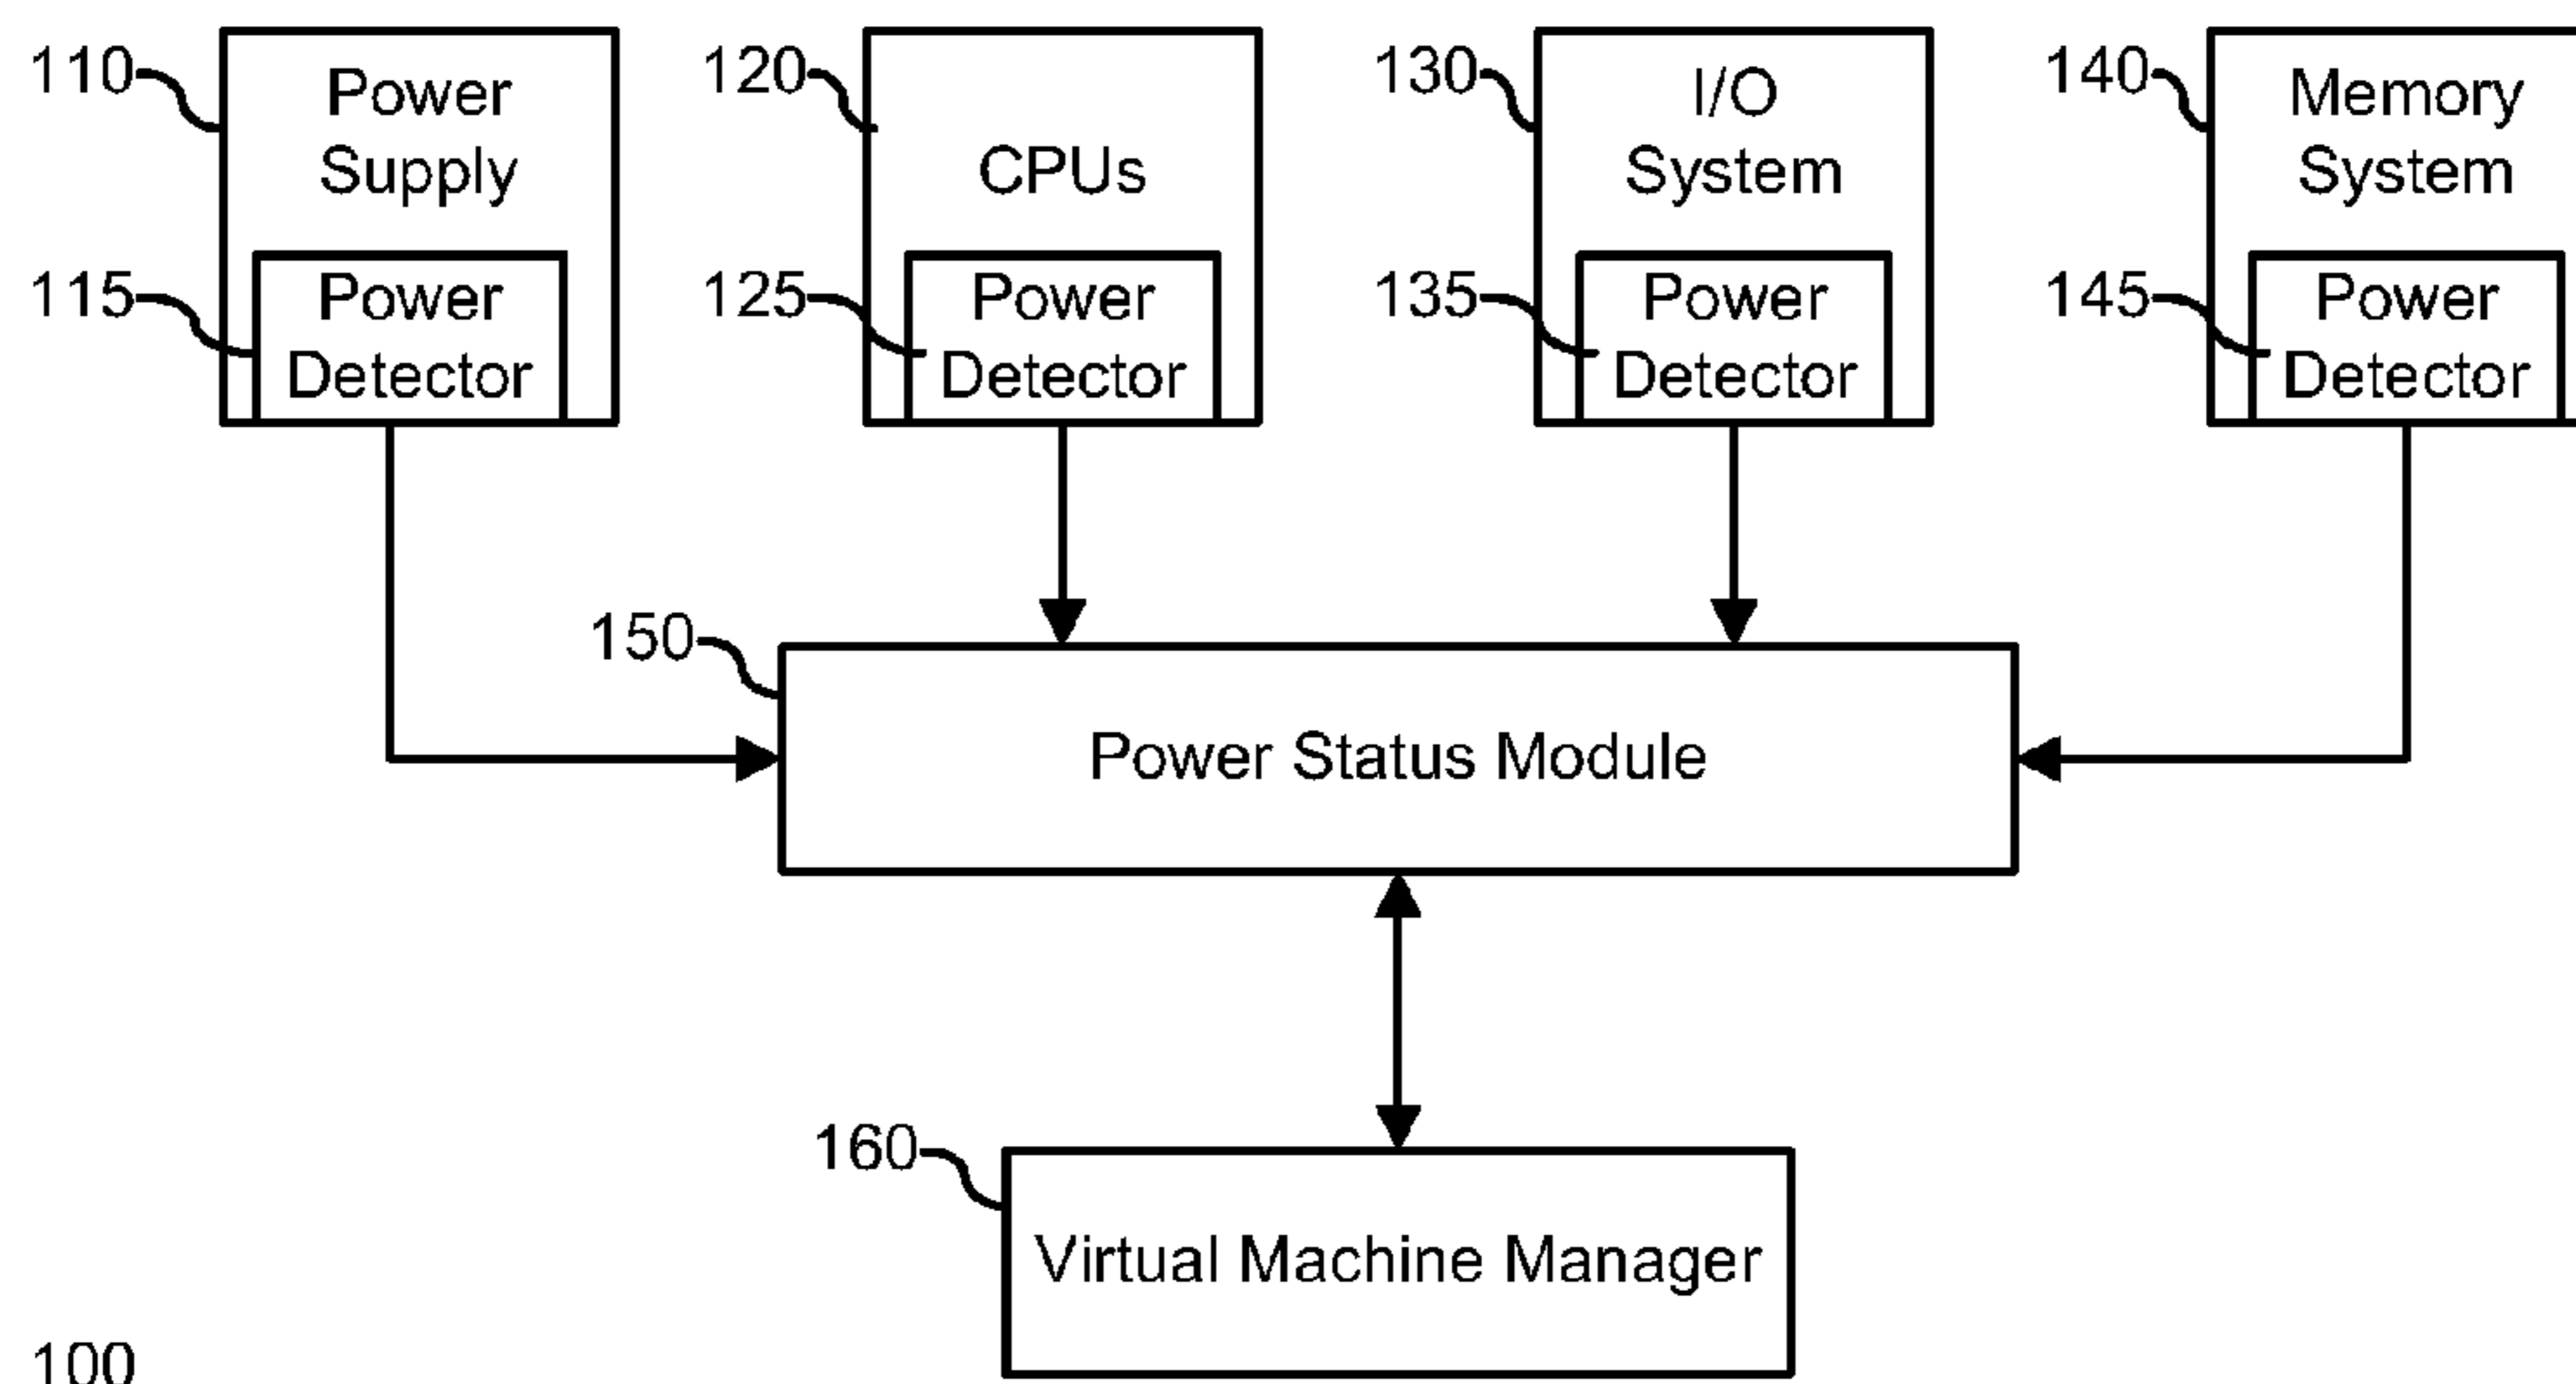 110
Power
Supply
120
CPUs
130
I/O
System
140
Memory
System
115
Power
Detector
125
Power
Detector
135
Power
Detector
145
Power
Detector
150
Power Status Module
160
Virtual Machine Manager
100